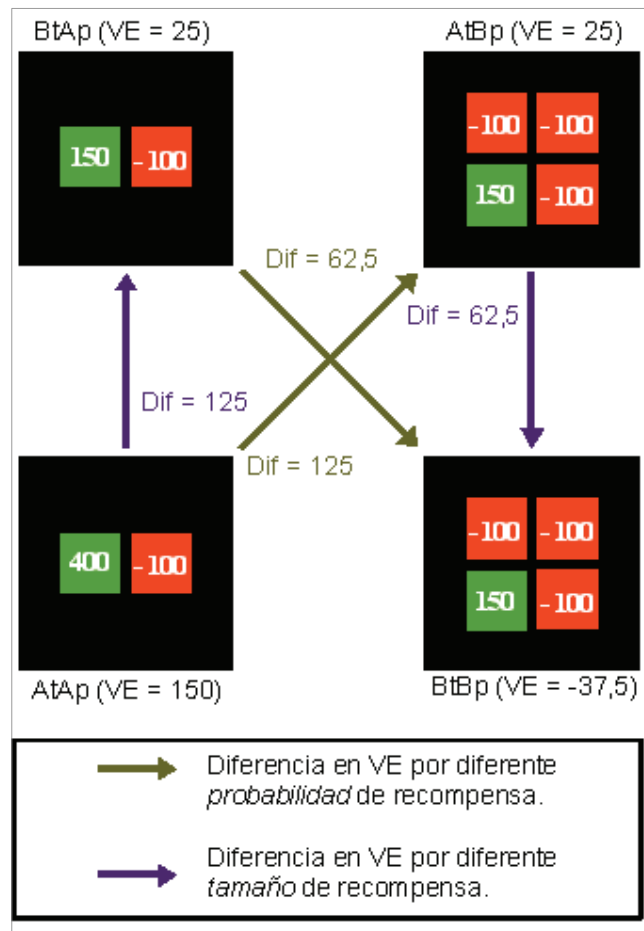 BtAp (VE = 25)
AtBp (VE = 25)
150 -100
-100 -100
150 -100
Dif = 62,5
Dif = 62,5
Dif = 125
Dif = 125
400 -100
-100 -100
150 -100
AtAp (VE = 150)
BtBp (VE = -37,5)
Diferencia en VE por diferente
probabilidad de recompensa.
Diferencia en VE por diferente
tamaño de recompensa.